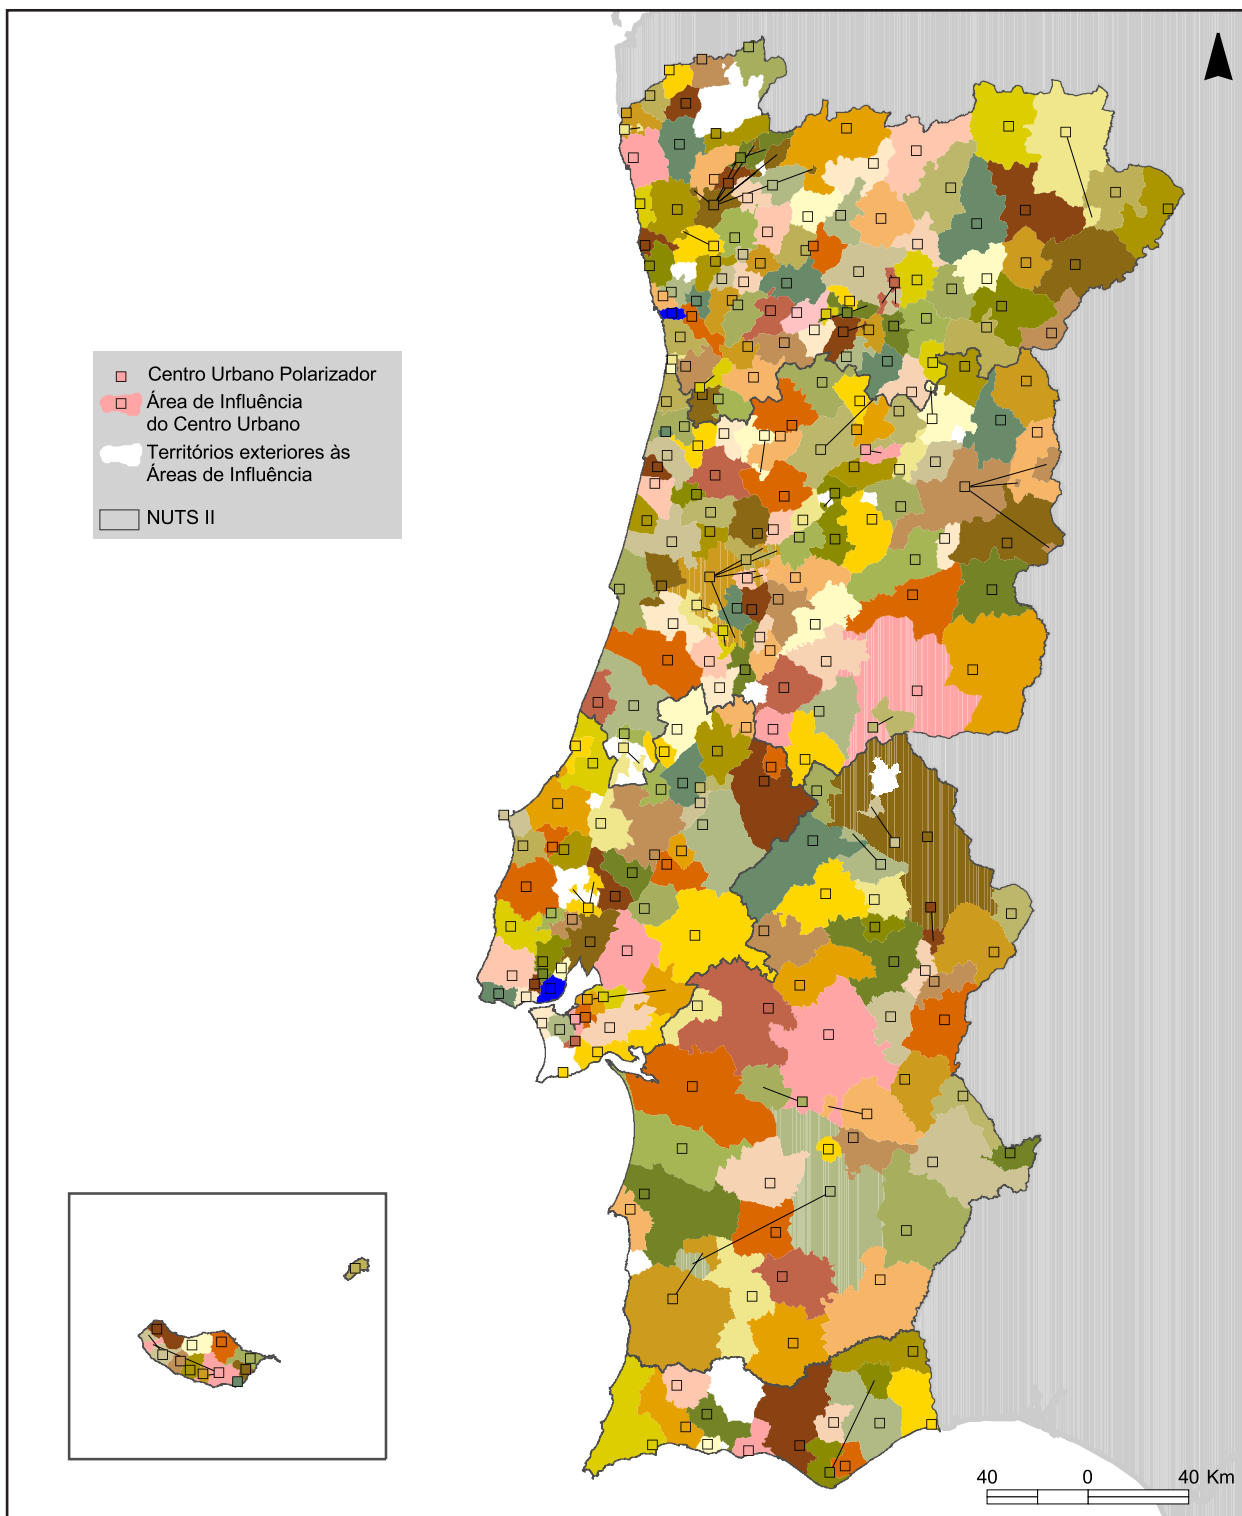 Centro Urbano Polarizador
Área de Influência
do Centro Urbano
Territórios exteriores às
Áreas de Influência
NUTS II
40 0 40 Km